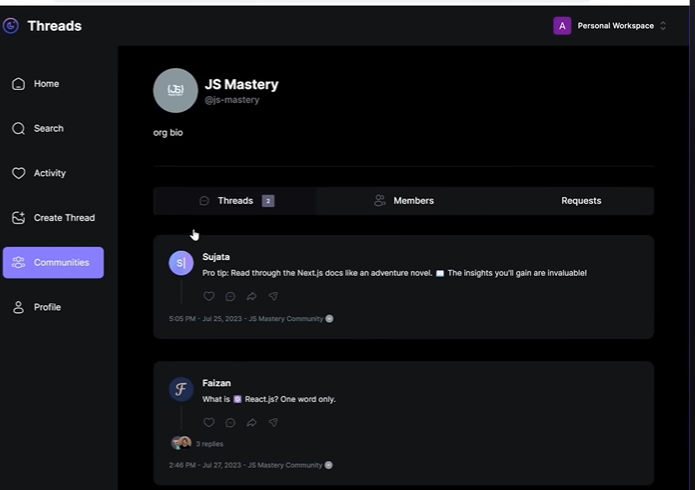 Threads
A Personal Workspace
Home
Search
Activity
Create Thread
Communities
Profile
JS Mastery
@js-mastery
org bio
Threads 2
Members
Requests
S|
Sujata
Pro tip: Read through the Next.js docs like an adventure novel. 📖 The insights you'll gain are invaluable!
5:05 PM - Jul 25, 2023 - JS Mastery Community
F
Faizan
What is ⚛️ React.js? One word only.
3 replies
2:46 PM - Jul 27, 2023 - JS Mastery Community